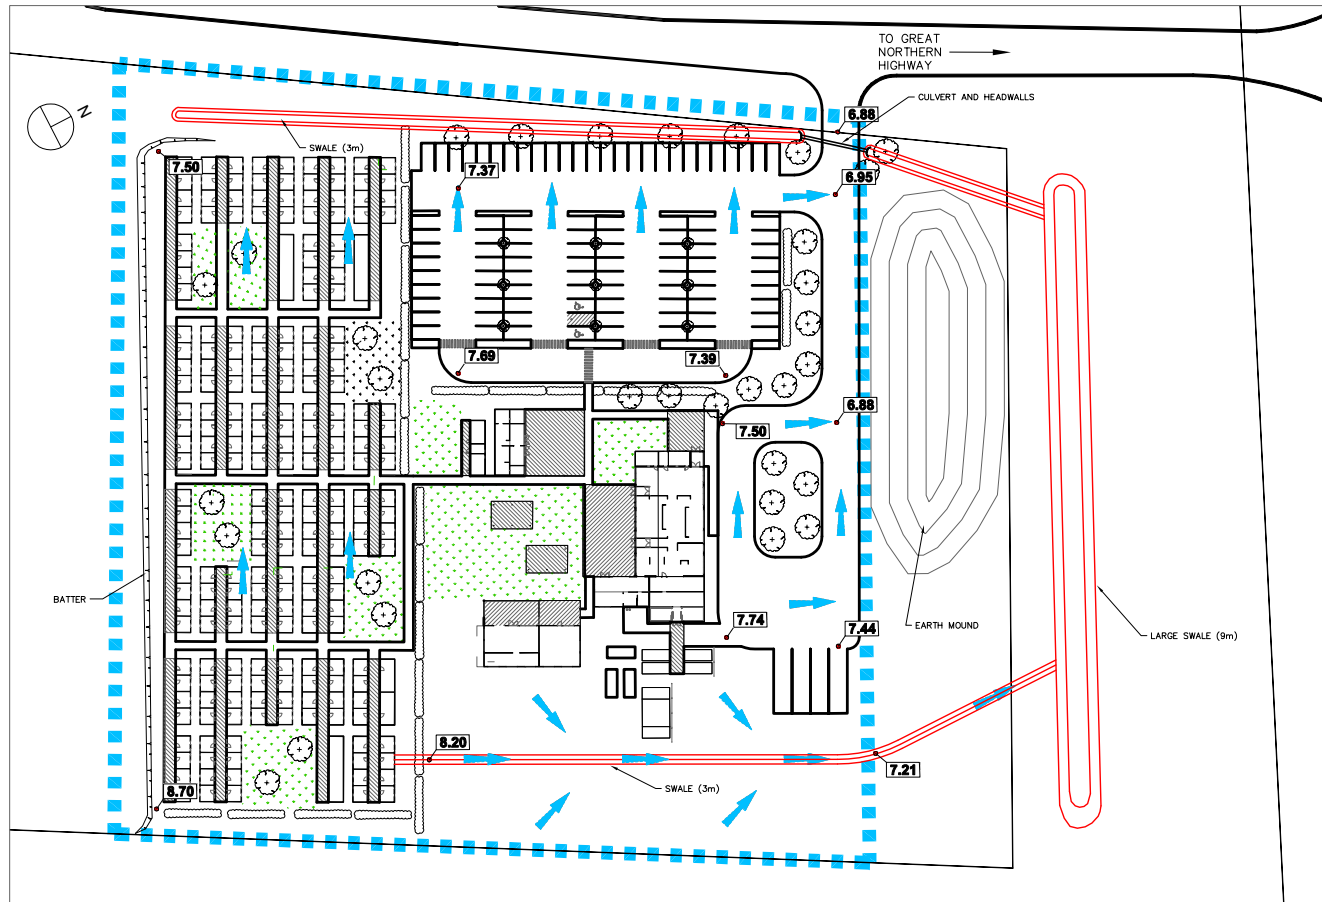 TO GREAT
NORTHERN
HIGHWAY
CULVERT AND HEADWALLS
6.88
N
SWALE (3m)
7.50
7.37
6.95
7.69
7.39
6.88
7.50
BATTER
EARTH MOUND
7.74
7.44
LARGE SWALE (9m)
8.20
7.21
SWALE (3m)
8.70